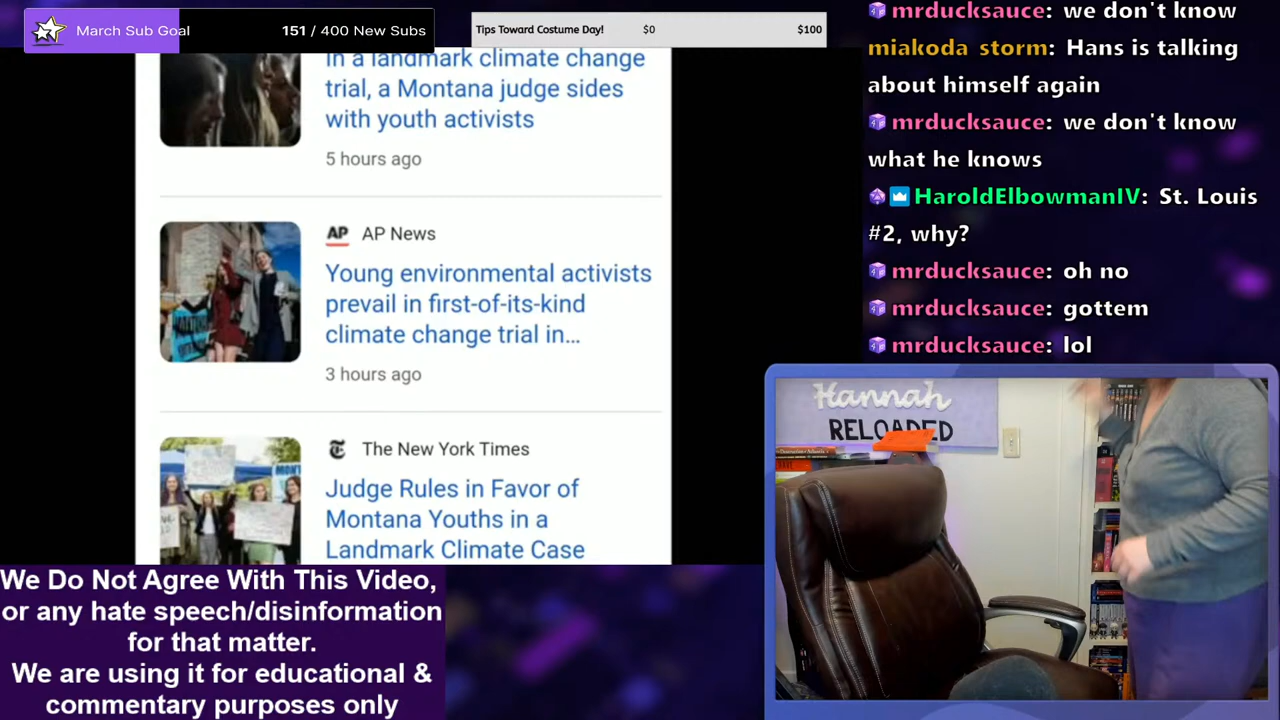 March Sub Goal
151 / 400 New Subs
Tips Toward Costume Day!
$0
$100
In a landmark climate change
trial, a Montana judge sides
with youth activists
5 hours ago
AP AP News
Young environmental activists
prevail in first-of-its-kind
climate change trial in…
3 hours ago
The New York Times
Judge Rules in Favor of
Montana Youths in a
Landmark Climate Case
We Do Not Agree With This Video,
or any hate speech/disinformation
for that matter.
We are using it for educational &
commentary purposes only
mrducksauce: we don't know
miakoda_storm: Hans is talking
about himself again
mrducksauce: we don't know
what he knows
HaroldElbowmanIV: St. Louis
#2, why?
mrducksauce: oh no
mrducksauce: gottem
mrducksauce: lol
Hannah
RELOADED